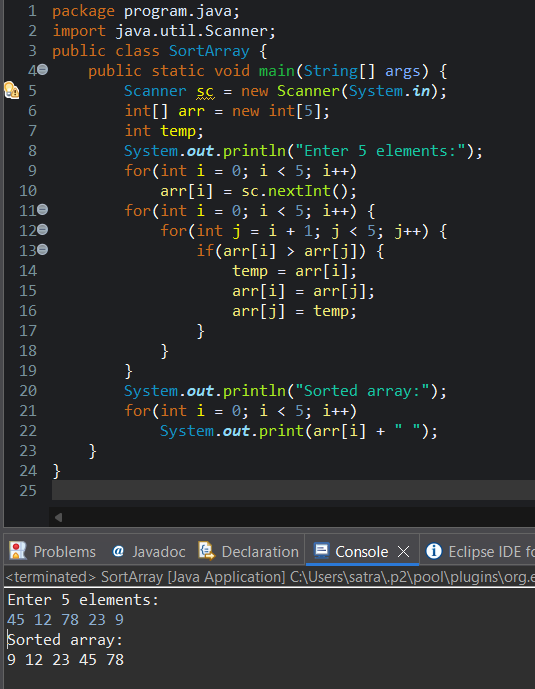 1 package program.java;
2 import java.util.Scanner;
3 public class SortArray {
4     public static void main(String[] args) {
5         Scanner sc = new Scanner(System.in);
6         int[] arr = new int[5];
7         int temp;
8         System.out.println("Enter 5 elements:");
9         for(int i = 0; i < 5; i++)
10             arr[i] = sc.nextInt();
11         for(int i = 0; i < 5; i++) {
12             for(int j = i + 1; j < 5; j++) {
13                 if(arr[i] > arr[j]) {
14                     temp = arr[i];
15                     arr[i] = arr[j];
16                     arr[j] = temp;
17                 }
18             }
19         }
20         System.out.println("Sorted array:");
21         for(int i = 0; i < 5; i++)
22             System.out.print(arr[i] + " ");
23     }
24 }
25
Problems @ Javadoc Declaration Console Eclipse IDE fo
<terminated> SortArray [Java Application] C:\Users\satra\.p2\pool\plugins\org.e
Enter 5 elements:
45 12 78 23 9
Sorted array:
9 12 23 45 78